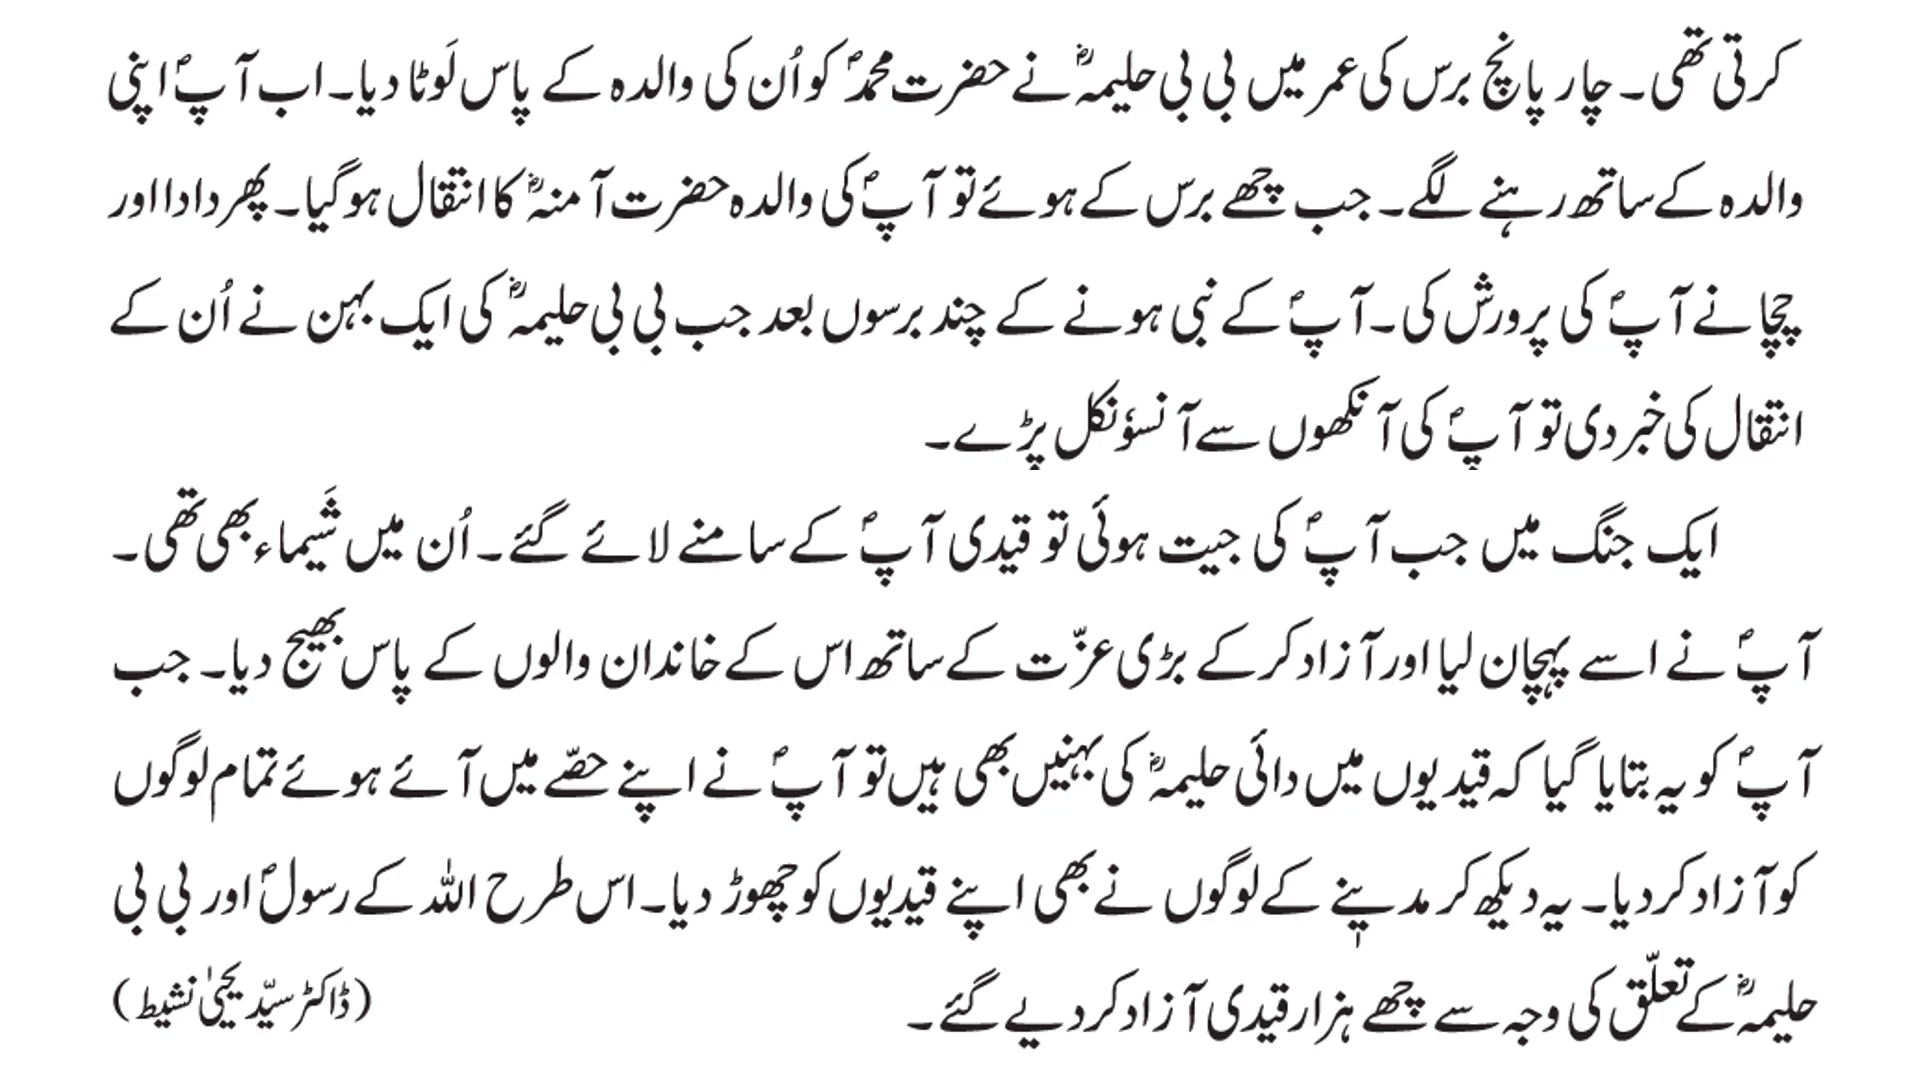 کرتی تھی۔ چار پانچ برس کی عمر میں بی بی حلیمہؓ نے حضرت محمدؐ کو اُن کی والدہ کے پاس لَوٹا دیا۔ اب آپؐ اپنی
والدہ کے ساتھ رہنے لگے۔ جب چھے برس کے ہوئے تو آپؐ کی والدہ حضرت آمنہؓ کا انتقال ہوگیا۔ پھر دادا اور
چچا نے آپؐ کی پرورش کی۔ آپؐ کے نبی ہونے کے چند برسوں بعد جب بی بی حلیمہؓ کی ایک بہن نے اُن کے
انتقال کی خبر دی تو آپؐ کی آنکھوں سے آنسوٗ نکل پڑے۔
ایک جنگ میں جب آپؐ کی جیت ہوئی تو قیدی آپؐ کے سامنے لائے گئے۔ اُن میں شَیماء بھی تھی۔
آپؐ نے اسے پہچان لیا اور آزاد کرکے بڑی عزّت کے ساتھ اس کے خاندان والوں کے پاس بھیج دیا۔ جب
آپؐ کو یہ بتایا گیا کہ قیدیوں میں دائی حلیمہؓ کی بہنیں بھی ہیں تو آپؐ نے اپنے حصّے میں آئے ہوئے تمام لوگوں
کو آزاد کردیا۔ یہ دیکھ کر مدینے کے لوگوں نے بھی اپنے قیدیوں کو چھوڑ دیا۔ اس طرح اللہ کے رسولؐ اور بی بی
حلیمہؓ کے تعلّق کی وجہ سے چھے ہزار قیدی آزاد کردیے گئے۔ (ڈاکٹر سیّد یحییٰ نشیط)